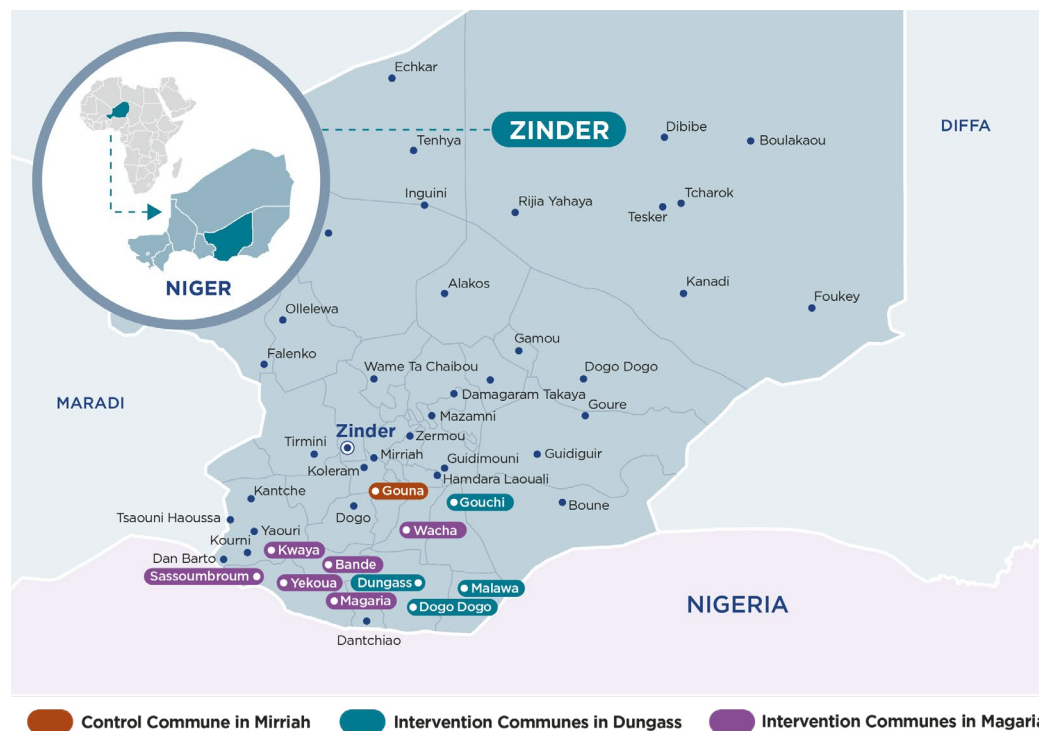 Echkar
ZINDER
Dibibe
DIFFA
Tenhya
Boulakaou
Inguini
Rijia Yahaya
Tcharok
Tesker
NIGER
Alakos
Kanadi
Foukey
Ollelewa
Gamou
Falenko
Wame Ta Chaibou
Dogo Dogo
Damagaram Takaya
MARADI
Goure
Mazamni
Zinder
Zermou
Tirmini
Mirriah
Guidimouni
Guidiguir
Koleram
Hamdara Laouali
Kantche
Gouna
Gouchi
Boune
Tsaouni Haoussa
Dogo
Yaouri
Wacha
Kourni
Kwaya
Dan Barto
Bande
Sassoumbroum
Yekoua
Dungass
Malawa
Magaria
Dogo Dogo
NIGERIA
Dantchiao
Control Commune in Mirriah
Intervention Communes in Dungass
Intervention Communes in Magaria